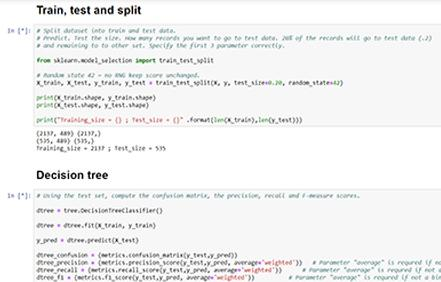 Train, test and split
In [*]: # Split dataset into train and test data.
# Predict. Test the size. How many records you want to go to test data. 20% of the records will go to test data (.2)
# and remaining to to other set. Specify the first 3 parameter correctly.
from sklearn.model_selection import train_test_split
# Random state 42 - no RNG keep score unchanged.
X_train, X_test, y_train, y_test = train_test_split(X, y, test_size=0.20, random_state=42)
print(X_train.shape, y_train.shape)
print(X_test.shape, y_test.shape)
print("Training_size = {} ; Test_size = {}" .format(len(X_train),len(y_test)))
(2137, 489) (2137,)
(535, 489) (535,)
Training_size = 2137 ; Test_size = 535
Decision tree
In [*]: # Using the test set, compute the confusion matrix, the precision, recall and F-measure scores.
dtree = tree.DecisionTreeClassifier()
dtree = dtree.fit(X_train, y_train)
y_pred = dtree.predict(X_test)
dtree_confusion = (metrics.confusion_matrix(y_test,y_pred))
dtree_precision = (metrics.precision_score(y_test,y_pred, average='weighted')) # Parameter "average" is requred if no
dtree_recall = (metrics.recall_score(y_test,y_pred, average='weighted')) # Parameter "average" is requred if not
dtree_f1 = (metrics.f1_score(y_test,y_pred, average='weighted')) # Parameter "average" is requred if not a bin